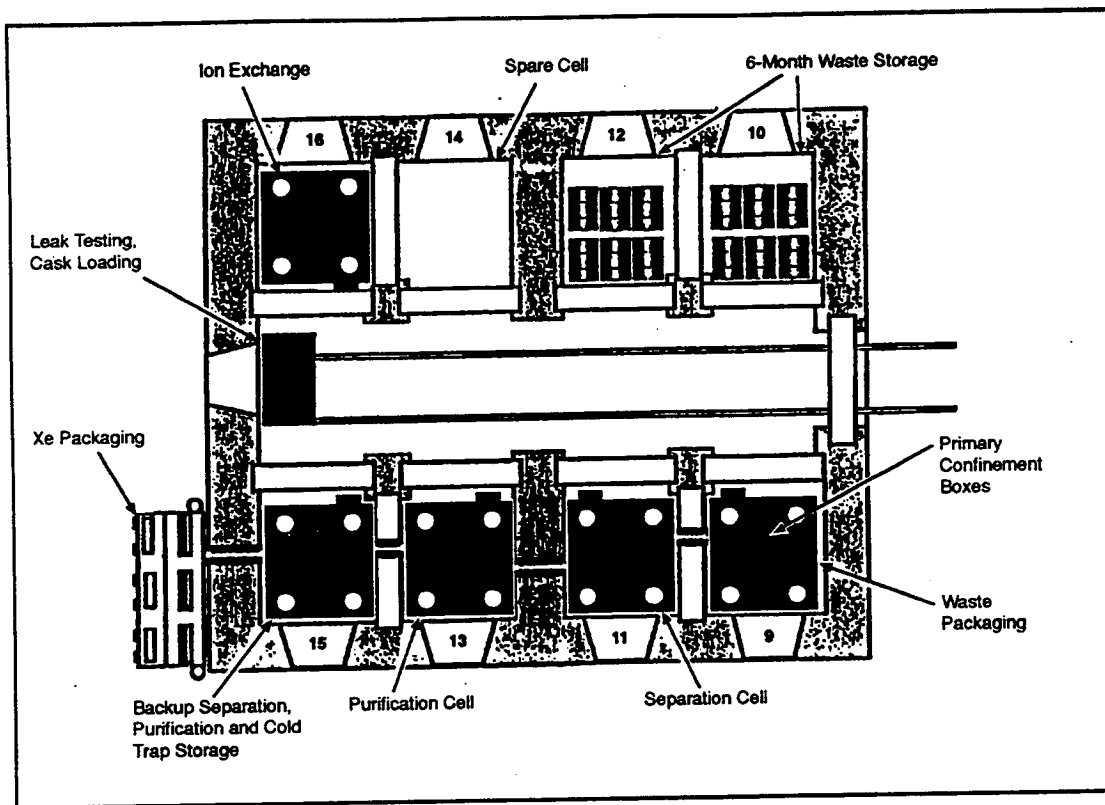 Ion Exchange
Spare Cell
6-Month Waste Storage
16
14
12
10
Leak Testing,
Cask Loading
Xe Packaging
Primary
Confinement
Boxes
Waste
Packaging
15
13
11
9
Backup Separation,
Purification and Cold
Trap Storage
Purification Cell
Separation Cell